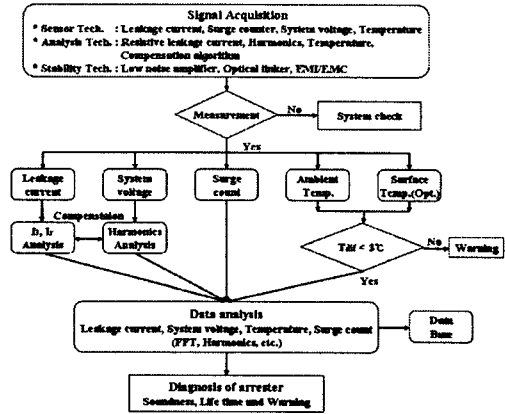 Signal Acquisition
* Sensor Tech. : Leakage current, Surge counter, System voltage, Temperature
* Analysis Tech. : Resistive leakage current, Harmonics, Temperature,
Compensation algorithm
* Stability Tech. : Low noise amplifier, Optical linker, EMI/EMC
Measurement
No
System check
Yes
Leakage
current
System
voltage
Surge
count
Ambient
Temp.
Surface
Temp.(Opt.)
Compenstaion
Ir
Analysis
Harmonics
Analysis
No
Warning
Yes
Data analysis
Leakage current, System voltage, Temperature, Surge count
(FFT, Harmonics, etc.)
Data
Base
Diagnosis of arrester
Soundness, Life time and Warning